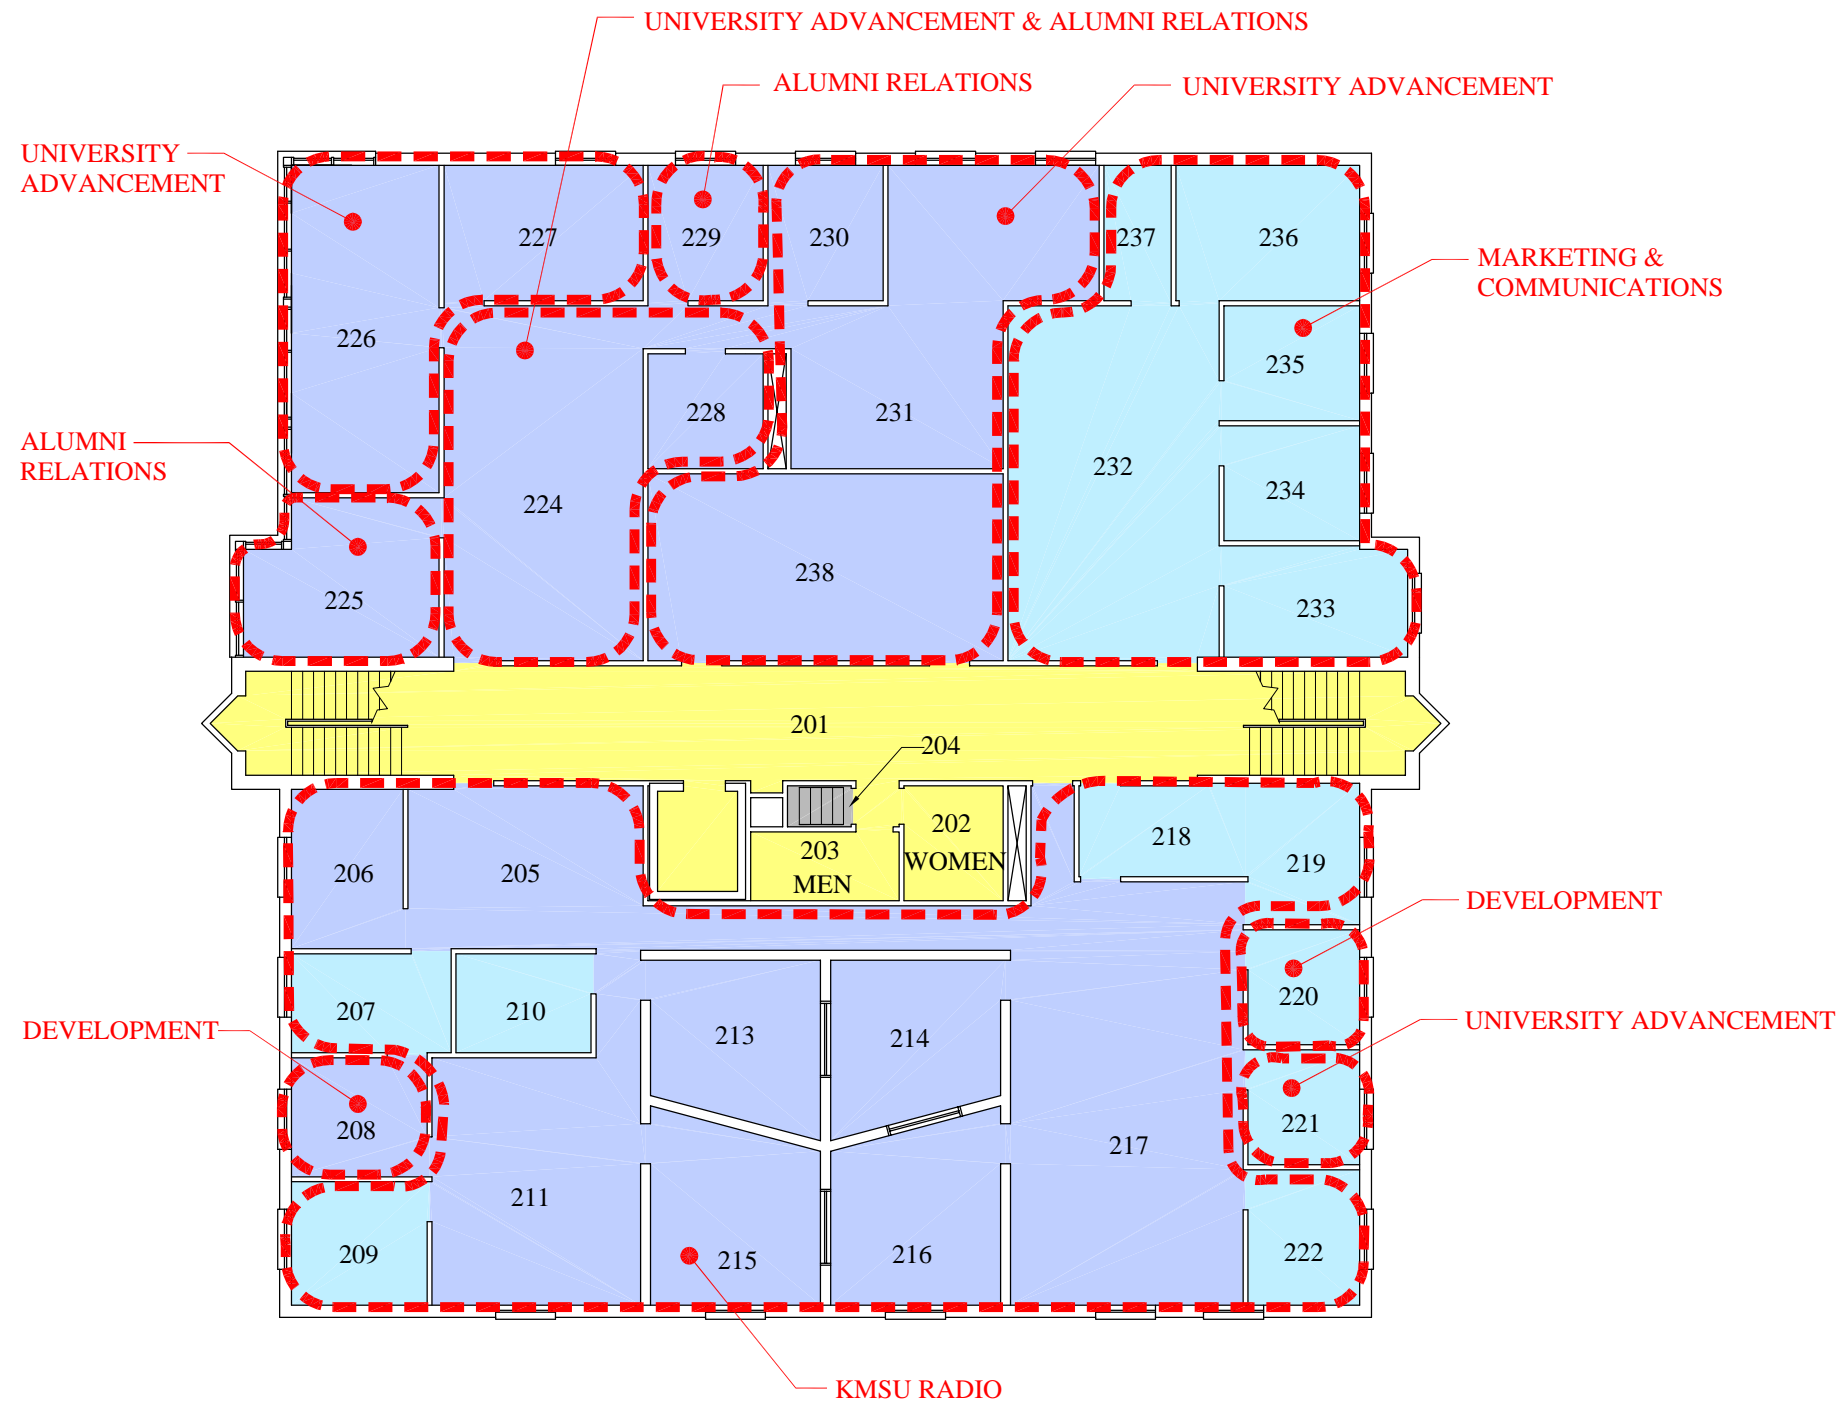 UNIVERSITY ADVANCEMENT & ALUMNI RELATIONS
ALUMNI RELATIONS
UNIVERSITY ADVANCEMENT
UNIVERSITY
ADVANCEMENT
227
229
230
237
236
MARKETING &
COMMUNICATIONS
226
235
228
231
ALUMNI
RELATIONS
232
234
224
238
225
233
201
204
202
WOMEN
203
MEN
218
219
206
205
DEVELOPMENT
220
207
210
DEVELOPMENT
213
214
UNIVERSITY ADVANCEMENT
208
221
217
211
209
215
216
222
KMSU RADIO